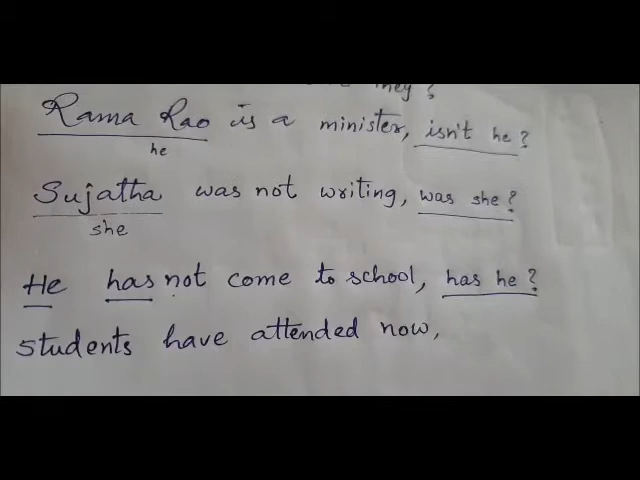 they?
Rama Rao is a minister, isn't he?
he
Sujatha was not writing, was she?
she
He has not come to school, has he?
students have attended now,